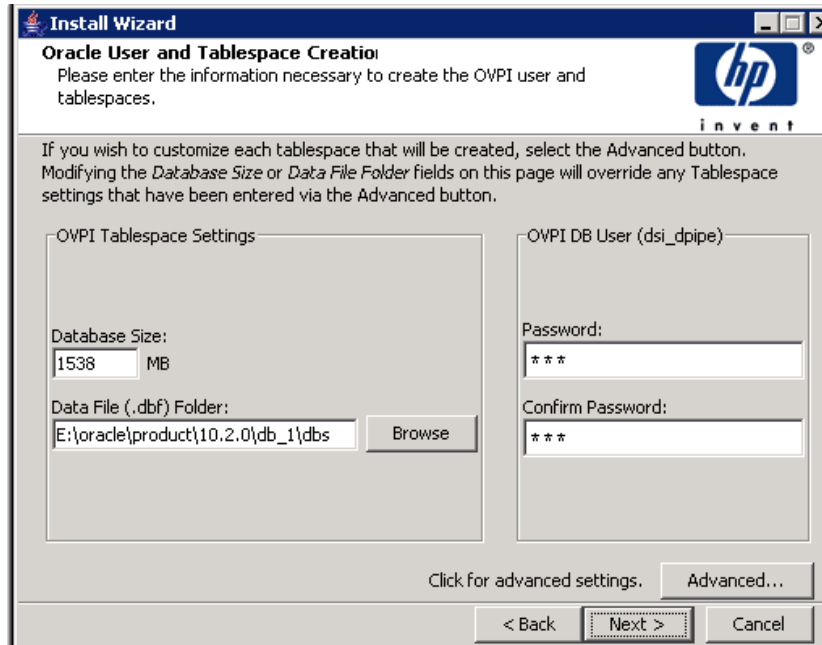 Install Wizard
Oracle User and Tablespace Creation
Please enter the information necessary to create the OVPI user and
tablespaces.
hp
®
invent
If you wish to customize each tablespace that will be created, select the Advanced button.
Modifying the Database Size or Data File Folder fields on this page will override any Tablespace
settings that have been entered via the Advanced button.
OVPI Tablespace Settings
Database Size:
1538 MB
Data File (.dbf) Folder:
E:\oracle\product\10.2.0\db_1\dbs Browse
OVPI DB User (dsi_dpipe)
Password:
***
Confirm Password:
***
Click for advanced settings. Advanced...
< Back Next > Cancel